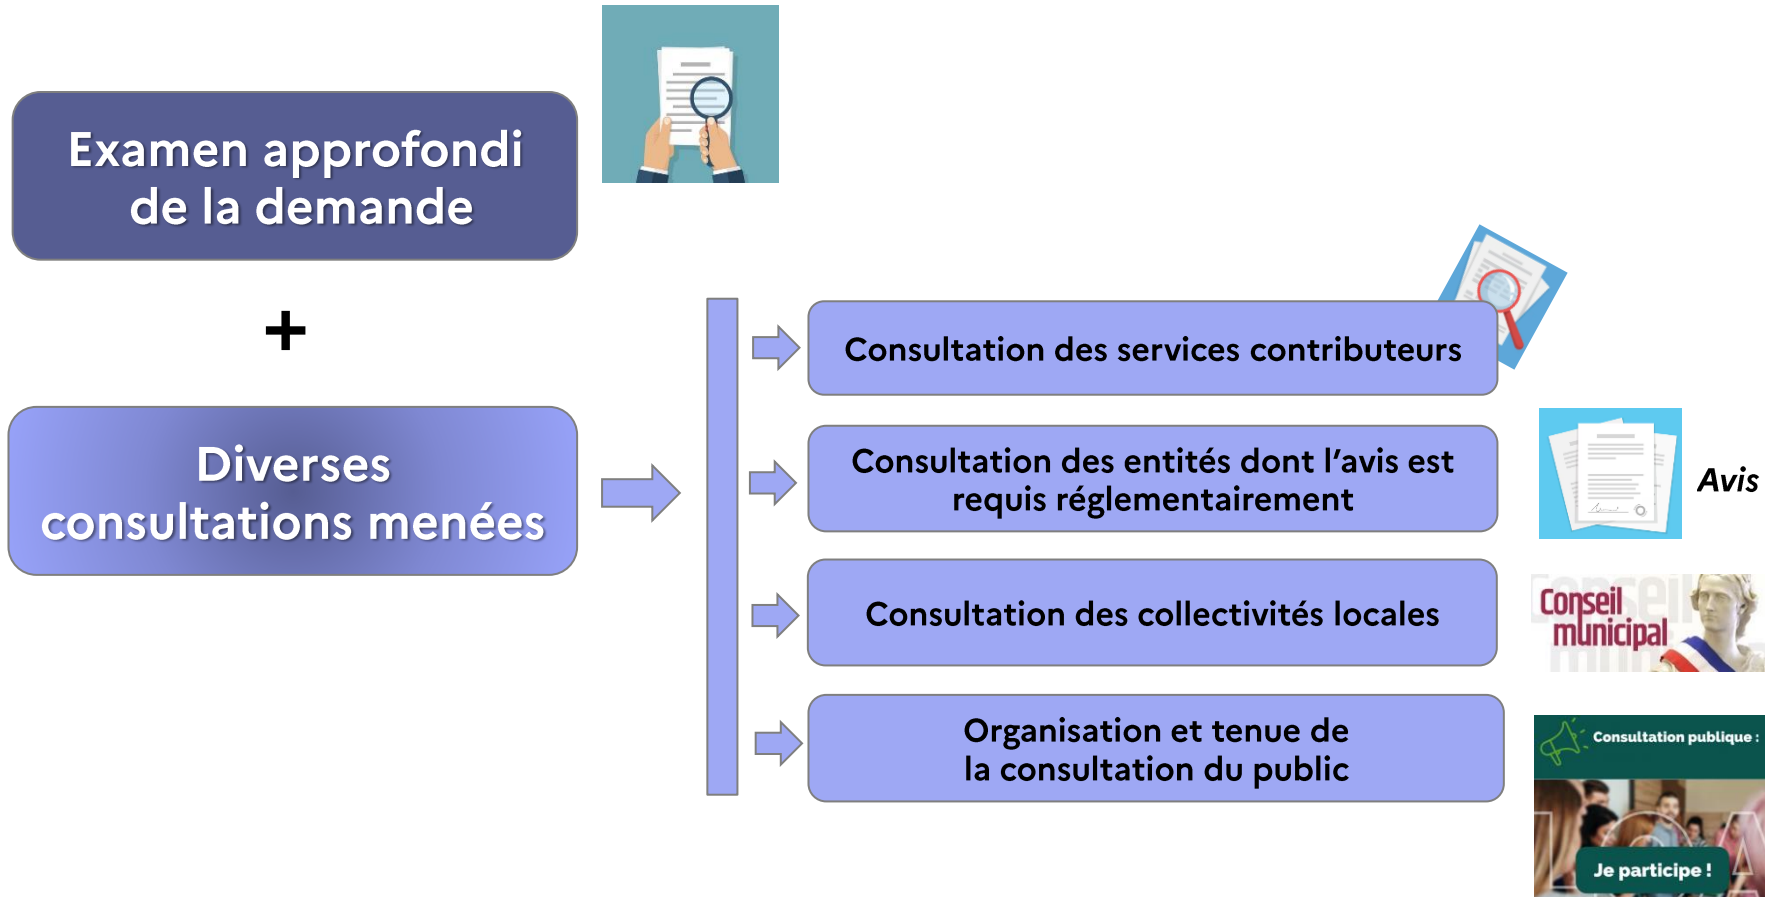 Examen approfondi
de la demande
+
Diverses
consultations menées
Consultation des services contributeurs
Consultation des entités dont l'avis est
requis réglementairement
Avis
Consultation des collectivités locales
Conseil
municipal
Organisation et tenue de
la consultation du public
Consultation publique :
Je participe !